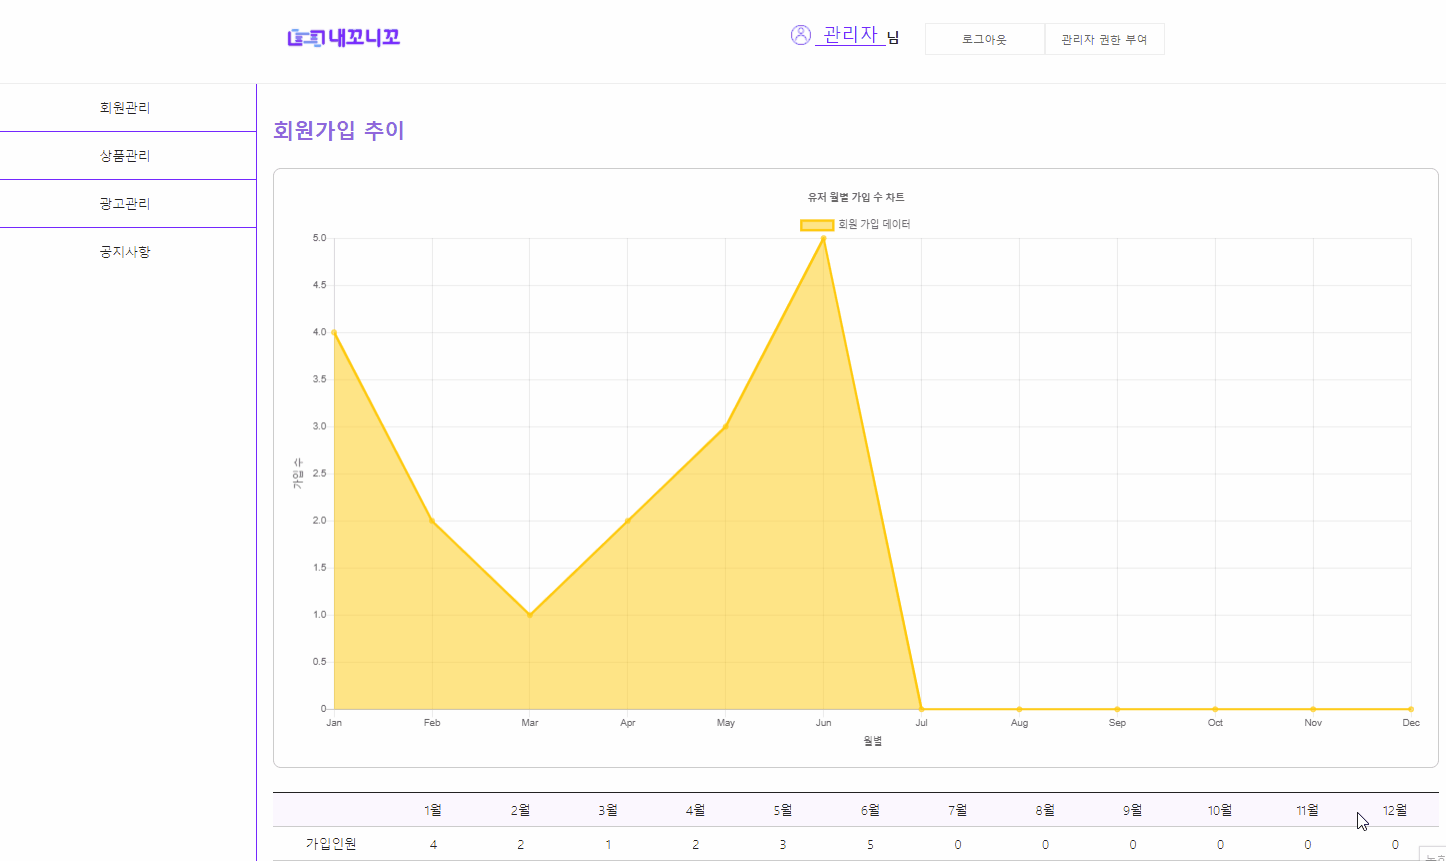 내꼬니꼬
관리자 님
로그아웃
관리자 권한 부여
회원관리
상품관리
광고관리
공지사항
회원가입 추이
유저 월별 가입 수 차트
회원 가입 데이터
가입 수
5.0
4.5
4.0
3.5
3.0
2.5
2.0
1.5
1.0
0.5
0
Jan Feb Mar Apr May Jun Jul Aug Sep Oct Nov Dec
월별
1월 2월 3월 4월 5월 6월 7월 8월 9월 10월 11월 12월
가입인원 4 2 1 2 3 5 0 0 0 0 0 0